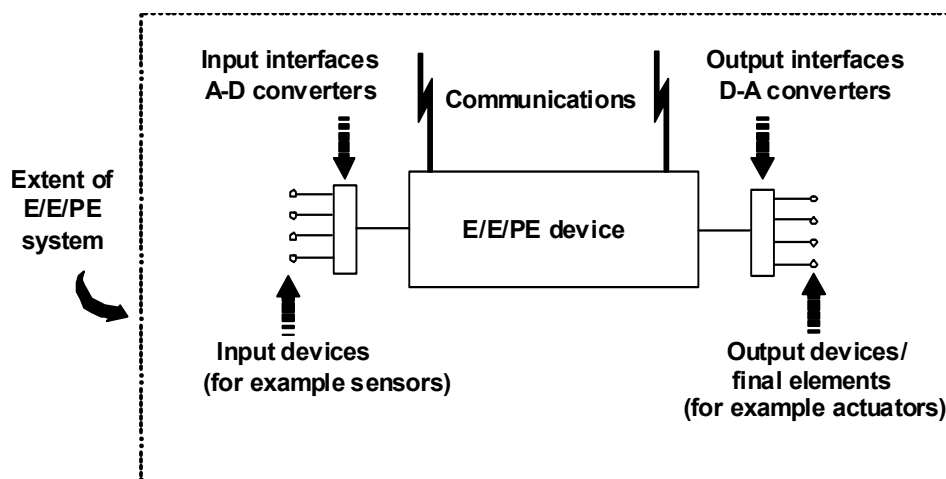 Input interfaces
A-D converters
Communications
Output interfaces
D-A converters
Extent of
E/E/PE
system
E/E/PE device
Input devices
(for example sensors)
Output devices/
final elements
(for example actuators)